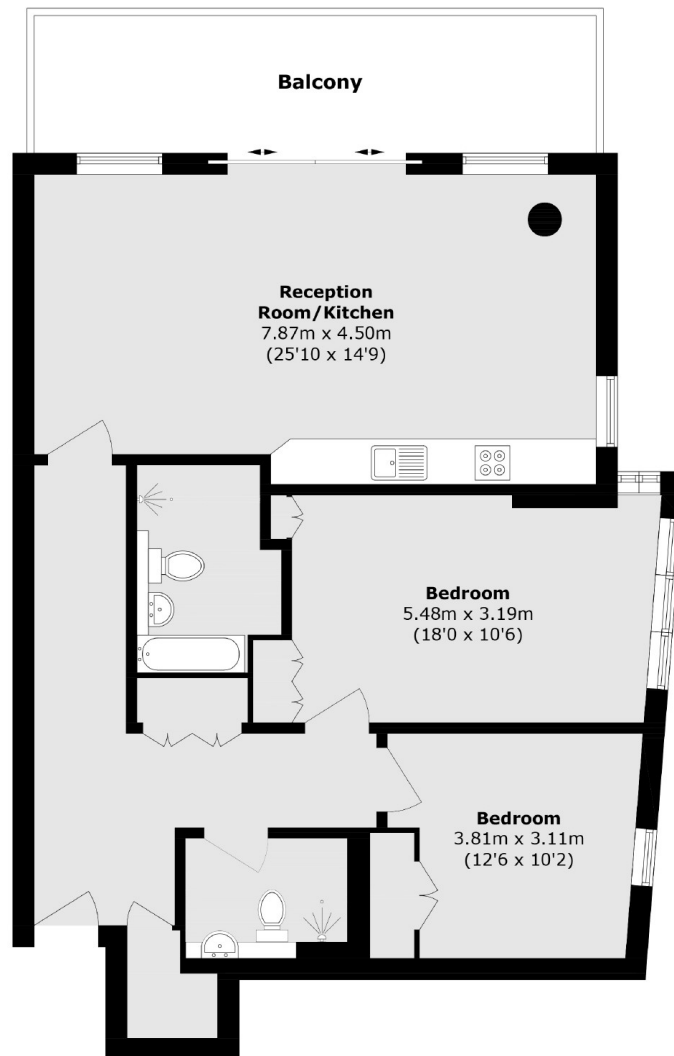 Balcony
Reception
Room/Kitchen
7.87m x 4.50m
(25'10 x 14'9)
Bedroom
5.48m x 3.19m
(18'0 x 10'6)
Bedroom
3.81m x 3.11m
(12'6 x 10'2)